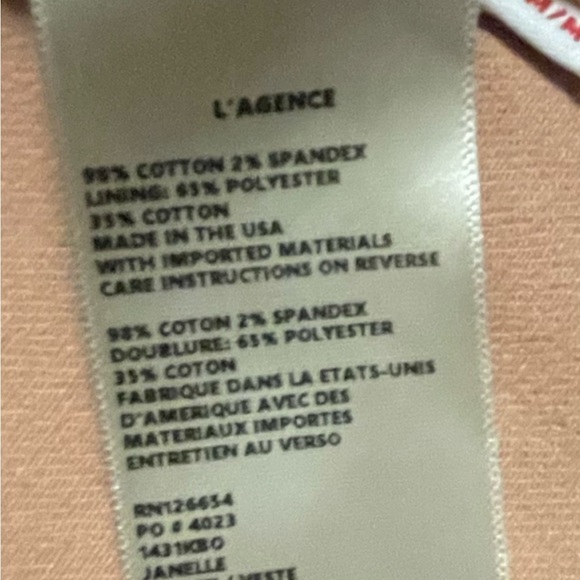 L'AGENCE
98% COTTON 2% SPANDEX
LINING: 65% POLYESTER
35% COTTON
MADE IN THE USA
WITH IMPORTED MATERIALS
CARE INSTRUCTIONS ON REVERSE
98% COTON 2% SPANDEX
DOUBLURE: 65% POLYESTER
35% COTON
FABRIQUE DANS LA ETATS-UNIS
D'AMERIQUE AVEC DES
MATERIAUX IMPORTES
ENTRETIEN AU VERSO
RN126654
PO # 4023
1431KBO
JANELLE
/ VESTE